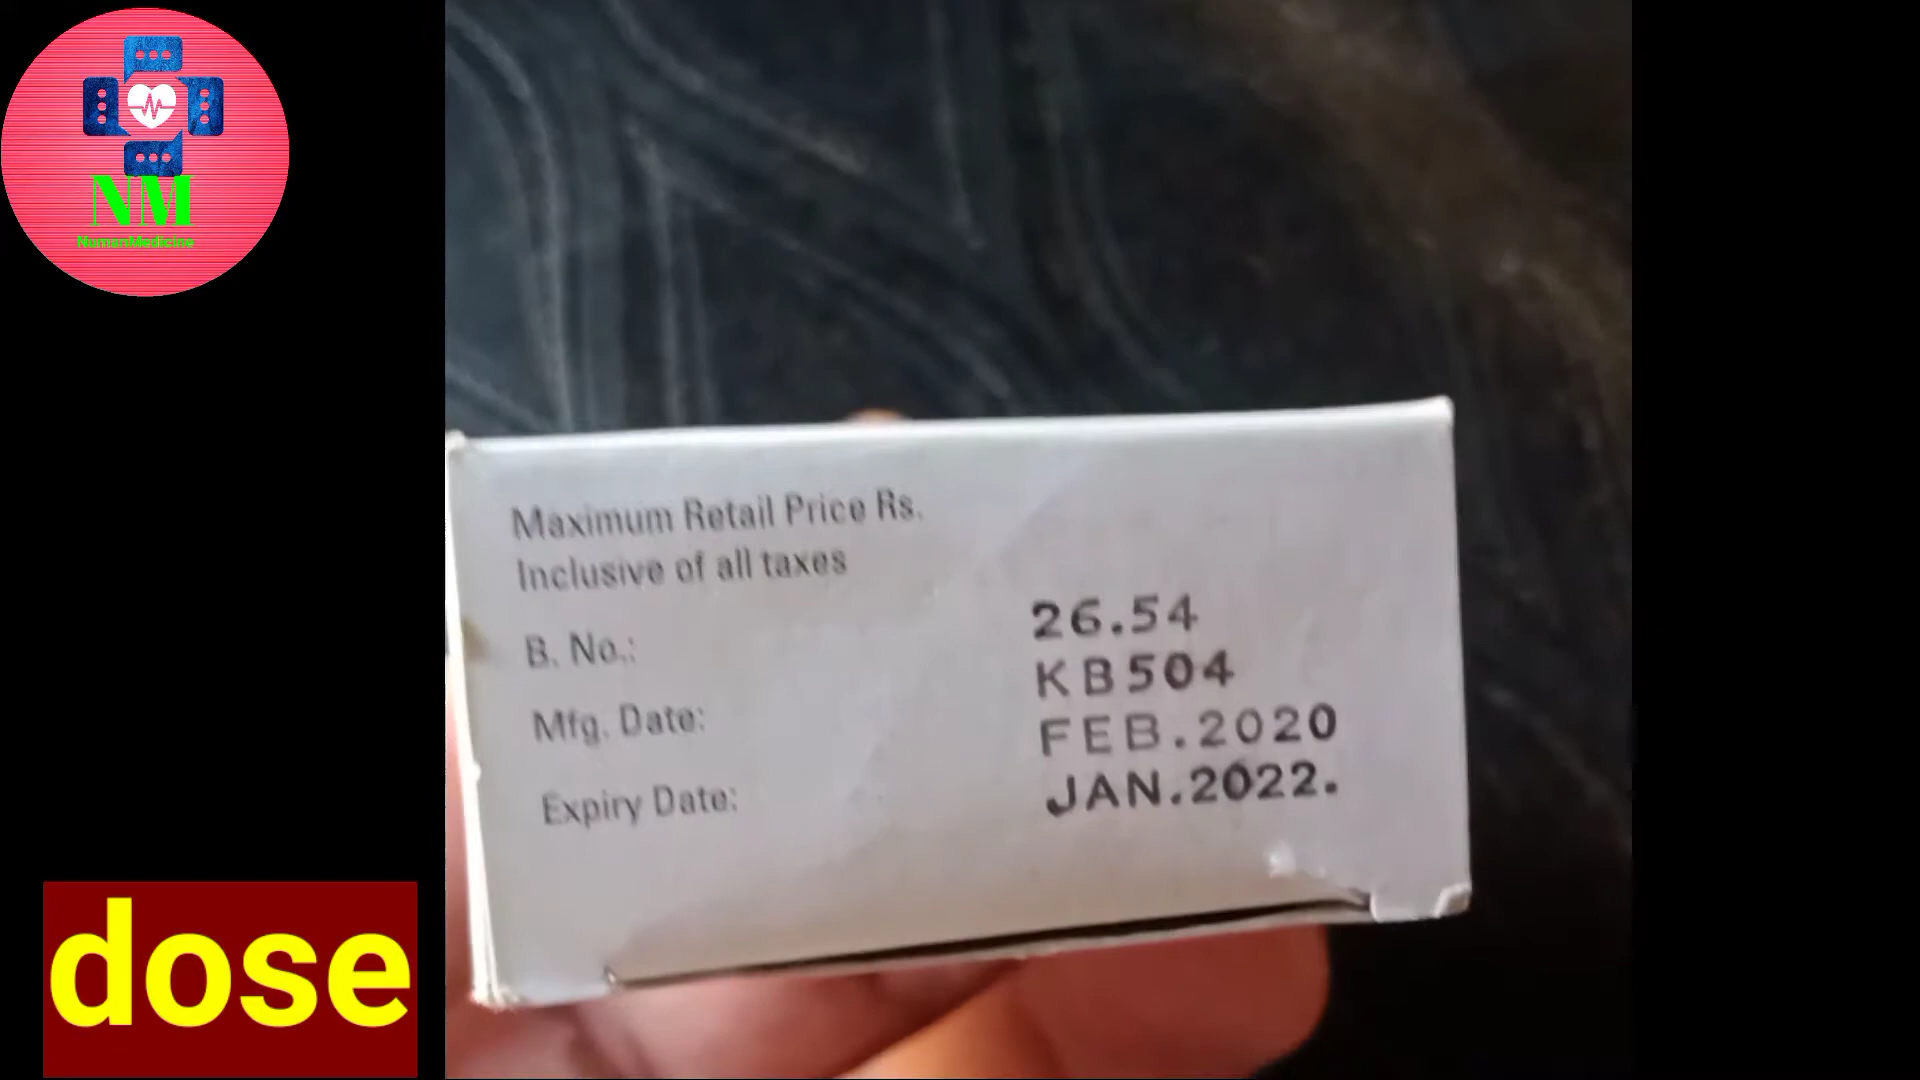 NM
NumanMedicine
Maximum Retail Price Rs.
Inclusive of all taxes
26.54
B. No.: KB504
Mfg. Date: FEB.2020
Expiry Date: JAN.2022.
dose